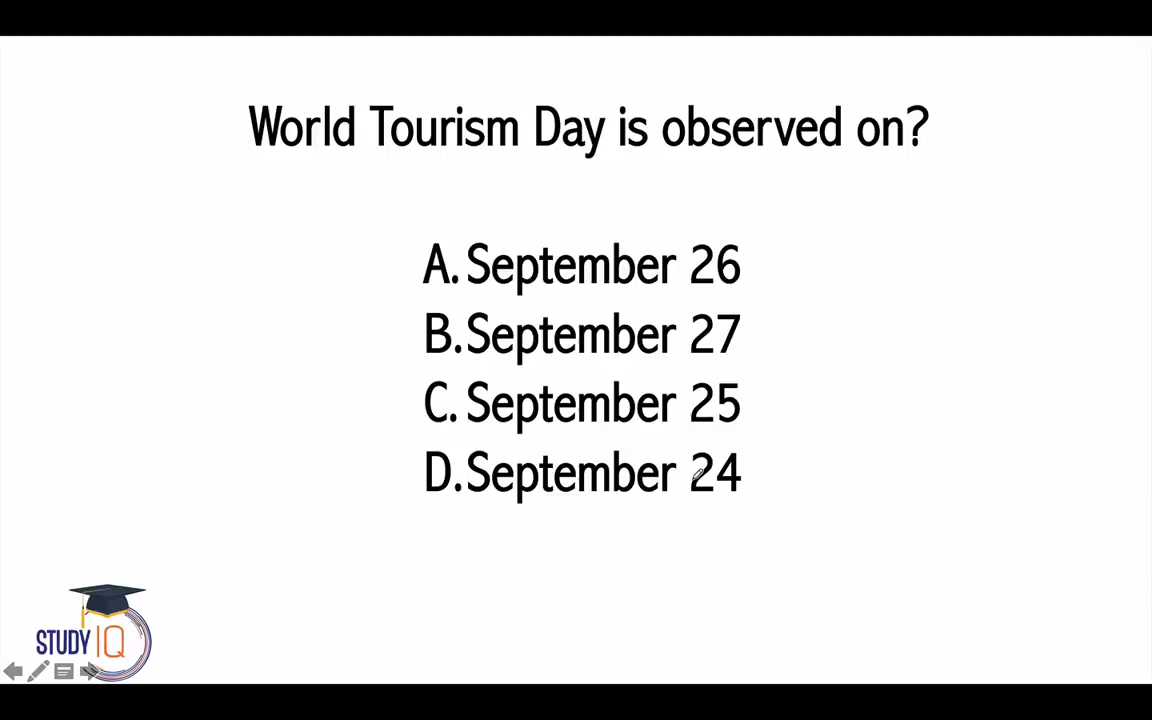 World Tourism Day is observed on?
A. September 26
B. September 27
C. September 25
D. September 24
STUDY IQ